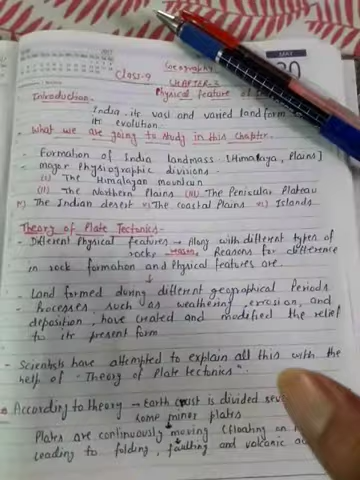 Geography
MAY
Class-9
30
CHAPTER-2
Physical feature of
Introduction
India its vast and varied landform
its evolution.
What we are going to study in this chapter.
- Formation of India landmass [Himalaya, Plains]
- major physiographic divisions.
(I) The Himalayan mountain
(II) The Northern Plains (III) The Penisular Plateau
The Indian desert The Coastal Plains Islands
Theory of Plate Tectonics-
- Different Physical features → Along with different types of
rocks Reasons for difference
in rock formation and Physical features are.
↓
- Land formed during different geographical Periods
- Processes, such as weathering, errosion, and
deposition, have created and modified the relief
to its present form
- Scientists have attempted to explain all this with the
help of - "Theory of Plate tectonics".
According to theory → Earth crust is divided
some minor plates
Plates are continuously moving (floating on
Leading to folding, faulting and volcanic